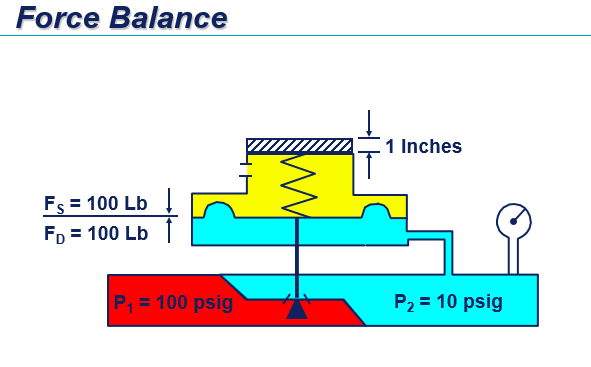 Force Balance
1 Inches
FS = 100 Lb
FD = 100 Lb
P1 = 100 psig
P2 = 10 psig